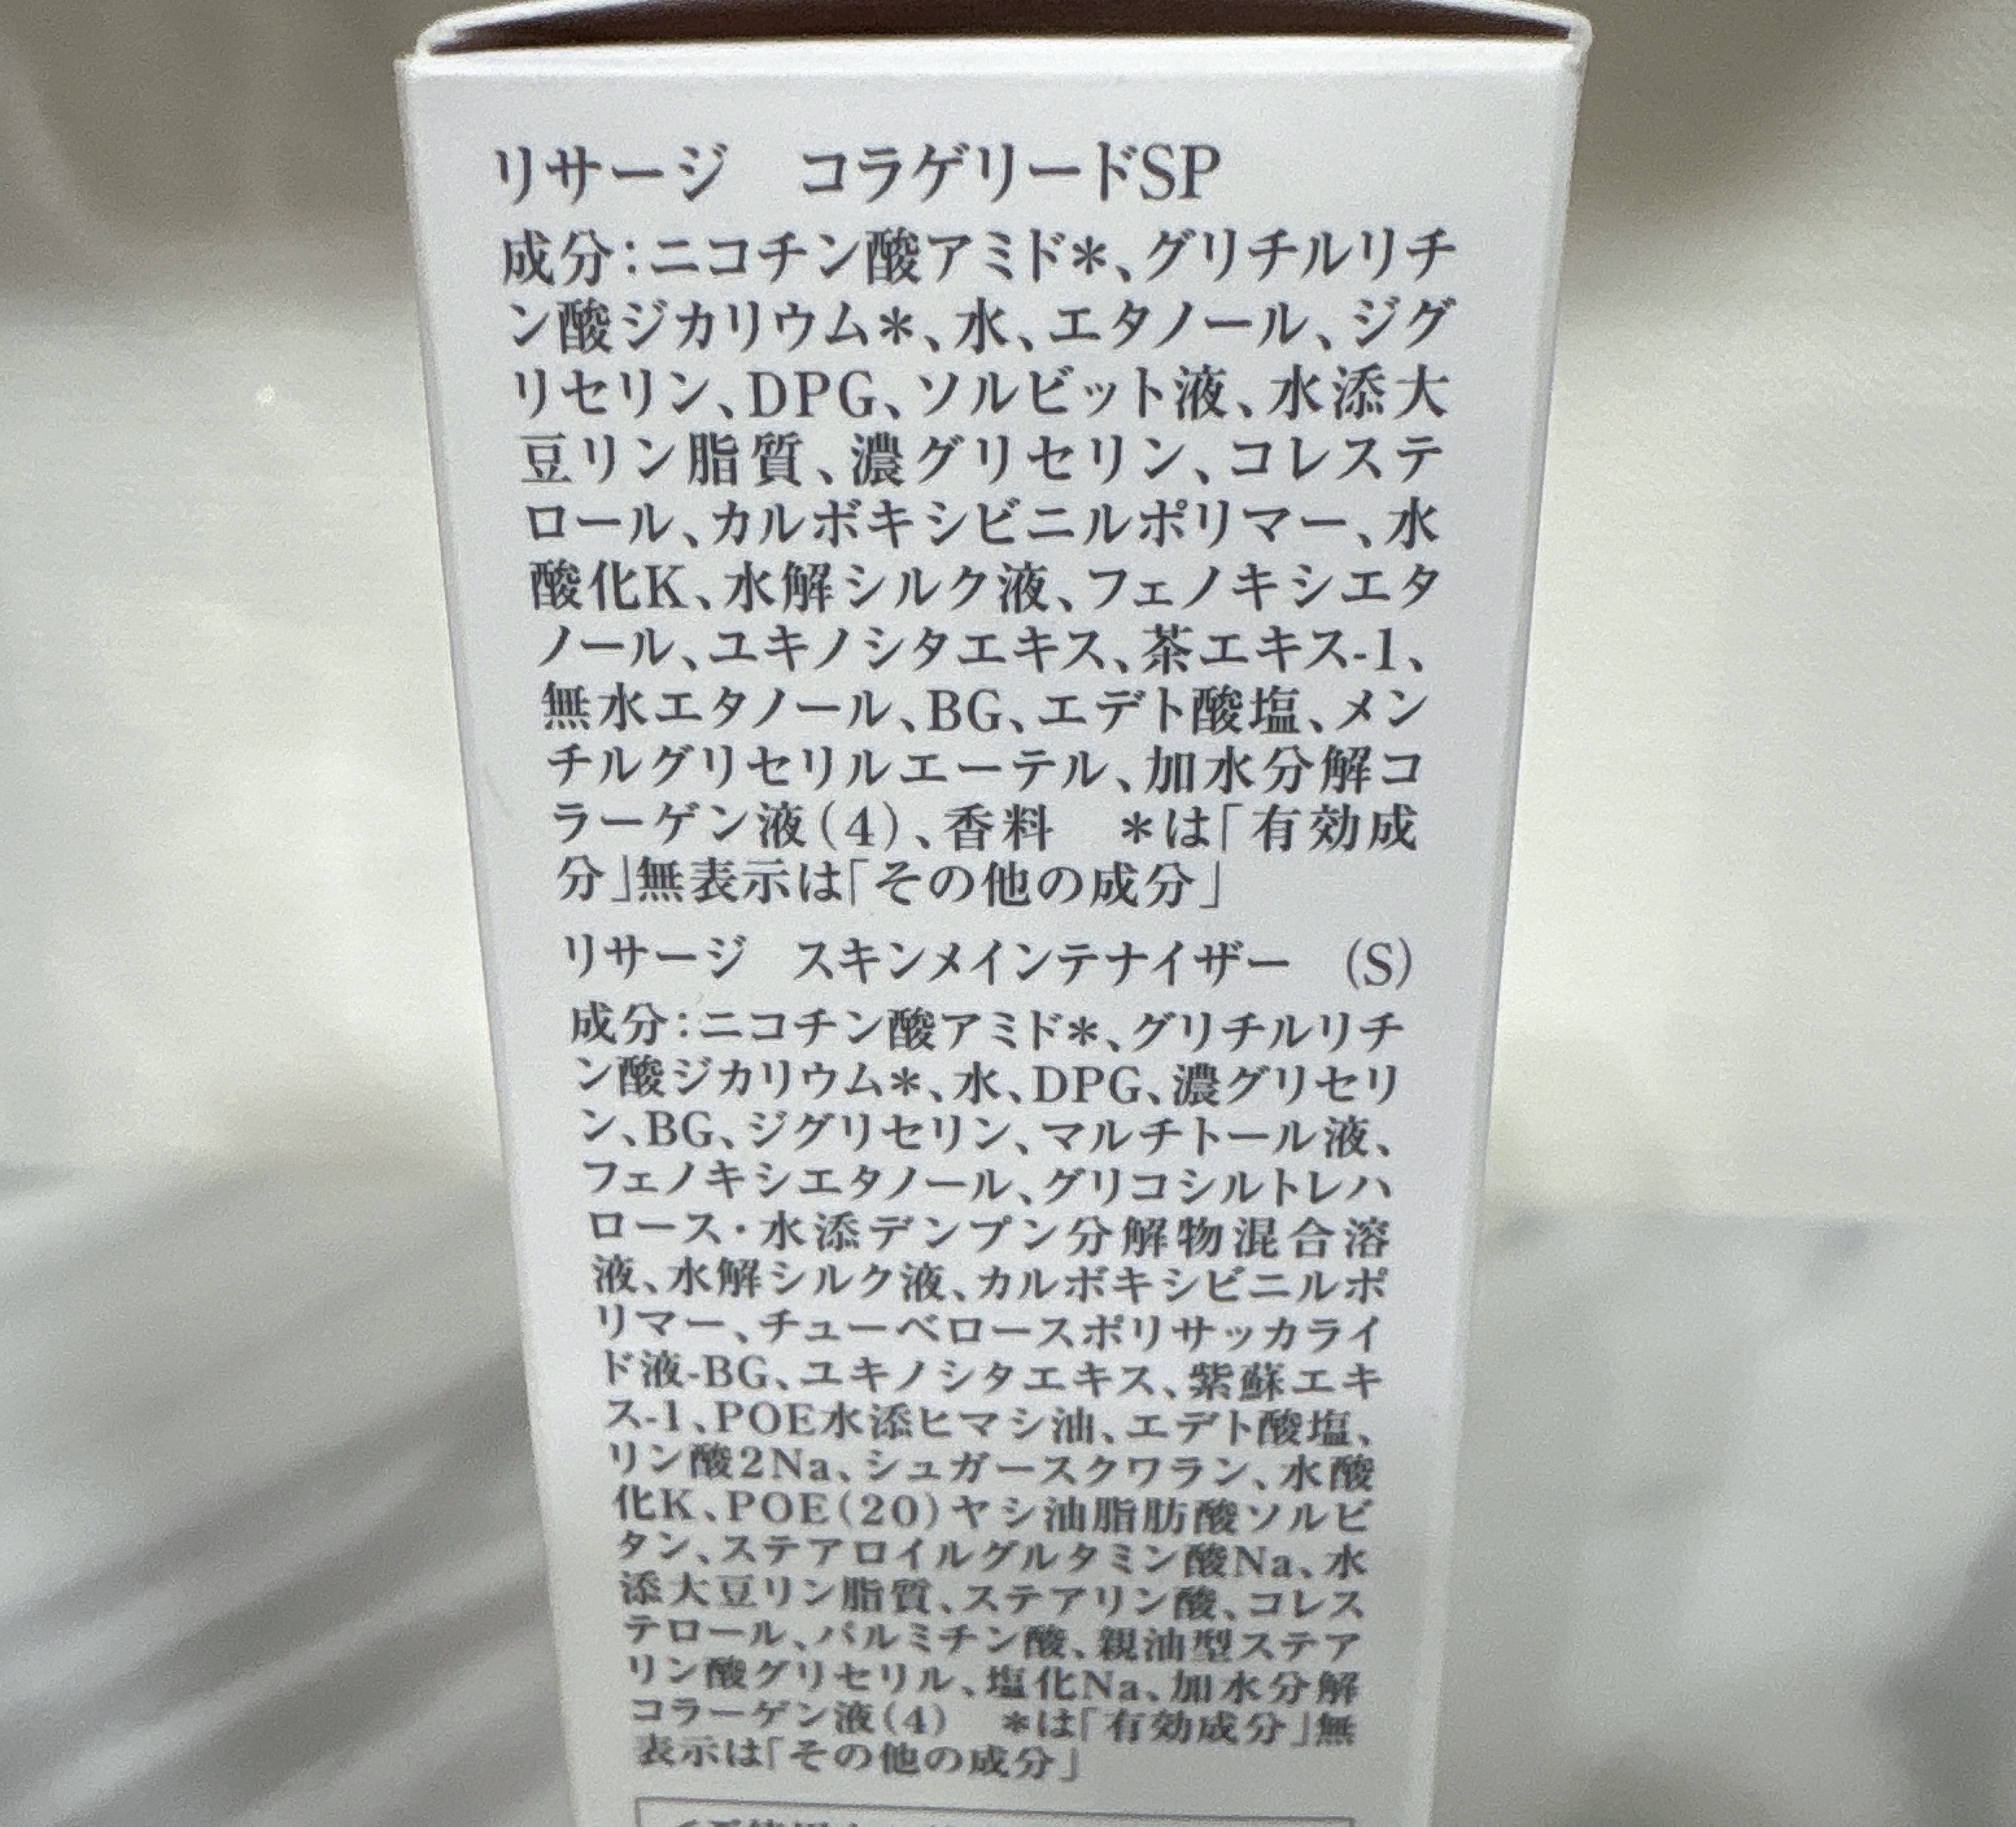 リサージ　コラゲリードSP
成分：ニコチン酸アミド＊、グリチルリチ
ン酸ジカリウム＊、水、エタノール、ジグ
リセリン、DPG、ソルビット液、水添大
豆リン脂質、濃グリセリン、コレステ
ロール、カルボキシビニルポリマー、水
酸化K、水解シルク液、フェノキシエタ
ノール、ユキノシタエキス、茶エキス-1、
無水エタノール、BG、エデト酸塩、メン
チルグリセリルエーテル、加水分解コ
ラーゲン液（4）、香料　＊は「有効成
分」無表示は「その他の成分」
リサージ　スキンメインテナイザー　（S）
成分：ニコチン酸アミド＊、グリチルリチ
ン酸ジカリウム＊、水、DPG、濃グリセリ
ン、BG、ジグリセリン、マルチトール液、
フェノキシエタノール、グリコシルトレハ
ロース・水添デンプン分解物混合溶
液、水解シルク液、カルボキシビニルポ
リマー、チューベロースポリサッカライ
ド液-BG、ユキノシタエキス、紫蘇エキ
ス-1、POE水添ヒマシ油、エデト酸塩、
リン酸2Na、シュガースクワラン、水酸
化K、POE（20）ヤシ油脂肪酸ソルビ
タン、ステアロイルグルタミン酸Na、水
添大豆リン脂質、ステアリン酸、コレス
テロール、パルミチン酸、親油型ステア
リン酸グリセリル、塩化Na、加水分解
コラーゲン液（4）　＊は「有効成分」無
表示は「その他の成分」